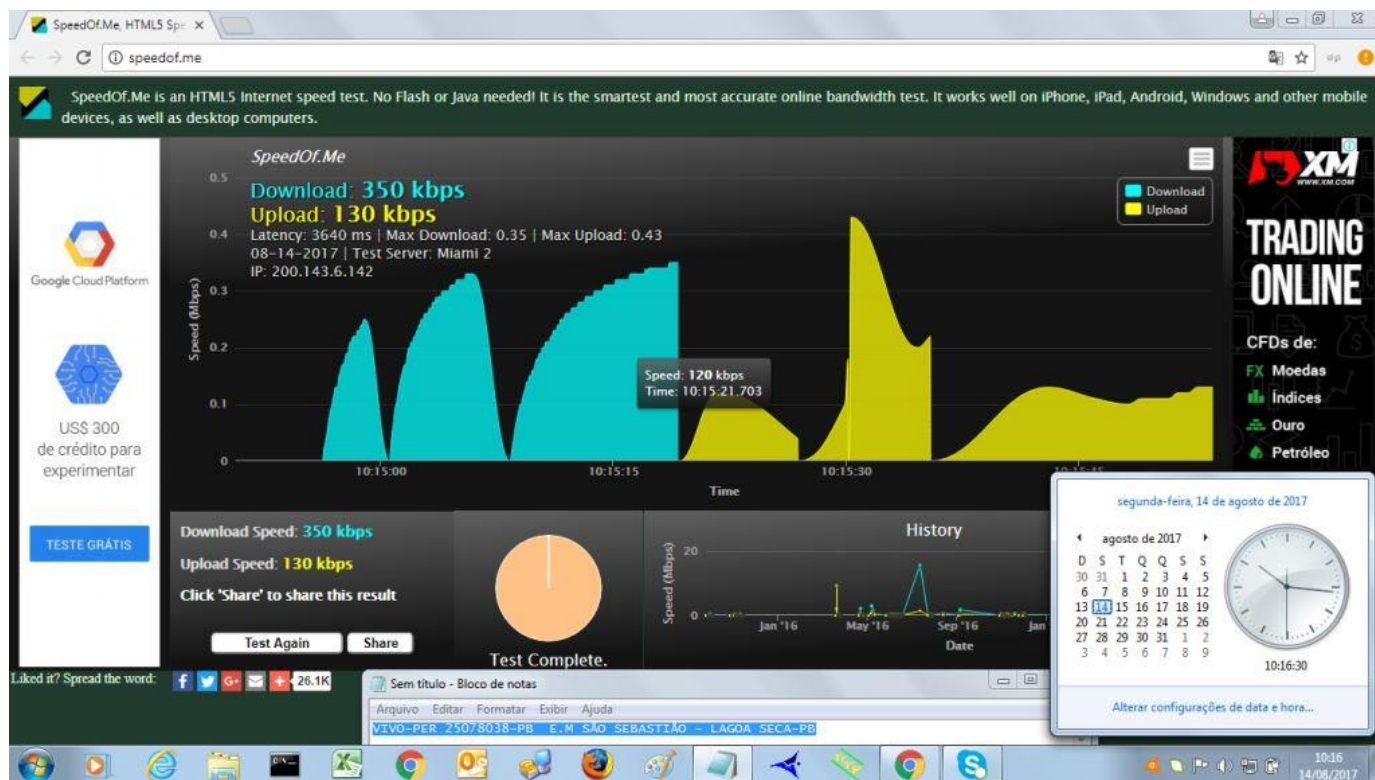 SpeedOf.Me, HTML5 Spe
speedof.me
SpeedOf.Me is an HTML5 Internet speed test. No Flash or Java needed! It is the smartest and most accurate online bandwidth test. It works well on iPhone, iPad, Android, Windows and other mobile
devices, as well as desktop computers.
SpeedOf.Me
Download: 350 kbps
Upload: 130 kbps
Latency: 3640 ms | Max Download: 0.35 | Max Upload: 0.43
08-14-2017 | Test Server: Miami 2
IP: 200.143.6.142
Download
Upload
0.5
0.4
0.3
0.2
0.1
0
Speed (Mbps)
Speed: 120 kbps
Time: 10:15:21.703
10:15:00
10:15:15
10:15:30
10:15:45
Time
Google Cloud Platform
US$ 300
de crédito para
experimentar
TESTE GRÁTIS
XM
WWW.XM.COM
TRADING
ONLINE
CFDs de:
FX Moedas
Índices
Ouro
Petróleo
Download Speed: 350 kbps
Upload Speed: 130 kbps
Click 'Share' to share this result
Test Again
Share
Test Complete.
History
Speed (Mbps)
20
0
Jan '16
May '16
Sep '16
Jan
Date
segunda-feira, 14 de agosto de 2017
agosto de 2017
D S T Q Q S S
30 31 1 2 3 4 5
6 7 8 9 10 11 12
13 14 15 16 17 18 19
20 21 22 23 24 25 26
27 28 29 30 31 1 2
3 4 5 6 7 8 9
10:16:30
Alterar configurações de data e hora...
Liked it? Spread the word:
26.1K
Sem título - Bloco de notas
Arquivo Editar Formatar Exibir Ajuda
VIVO-PER 25078038-PB E.M SÃO SEBASTIÃO - LAGOA SECA-PB
10:16
14/08/2017